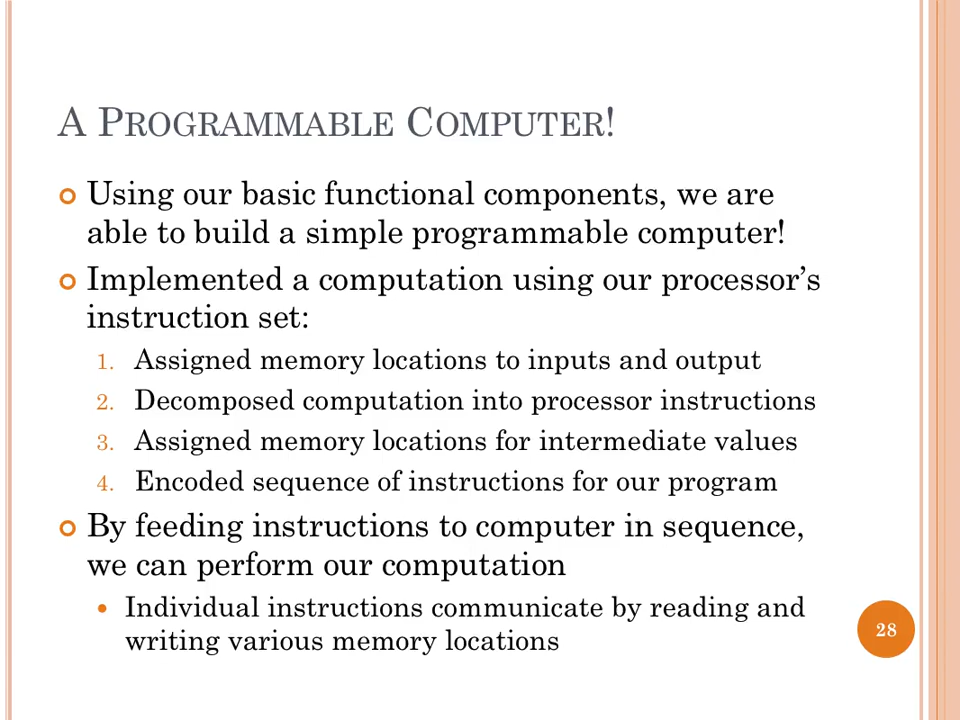 A PROGRAMMABLE COMPUTER!
Using our basic functional components, we are
able to build a simple programmable computer!
Implemented a computation using our processor’s
instruction set:
1. Assigned memory locations to inputs and output
2. Decomposed computation into processor instructions
3. Assigned memory locations for intermediate values
4. Encoded sequence of instructions for our program
By feeding instructions to computer in sequence,
we can perform our computation
Individual instructions communicate by reading and
writing various memory locations
28